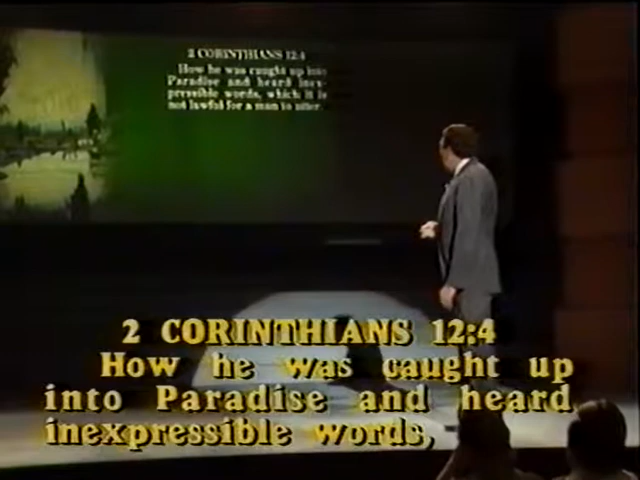 2 CORINTHIANS 12:4
How he was caught up into
Paradise and heard inex-
pressible words, which it is
not lawful for a man to utter.
2 CORINTHIANS 12:4
How he was caught up
into Paradise and heard
inexpressible words,